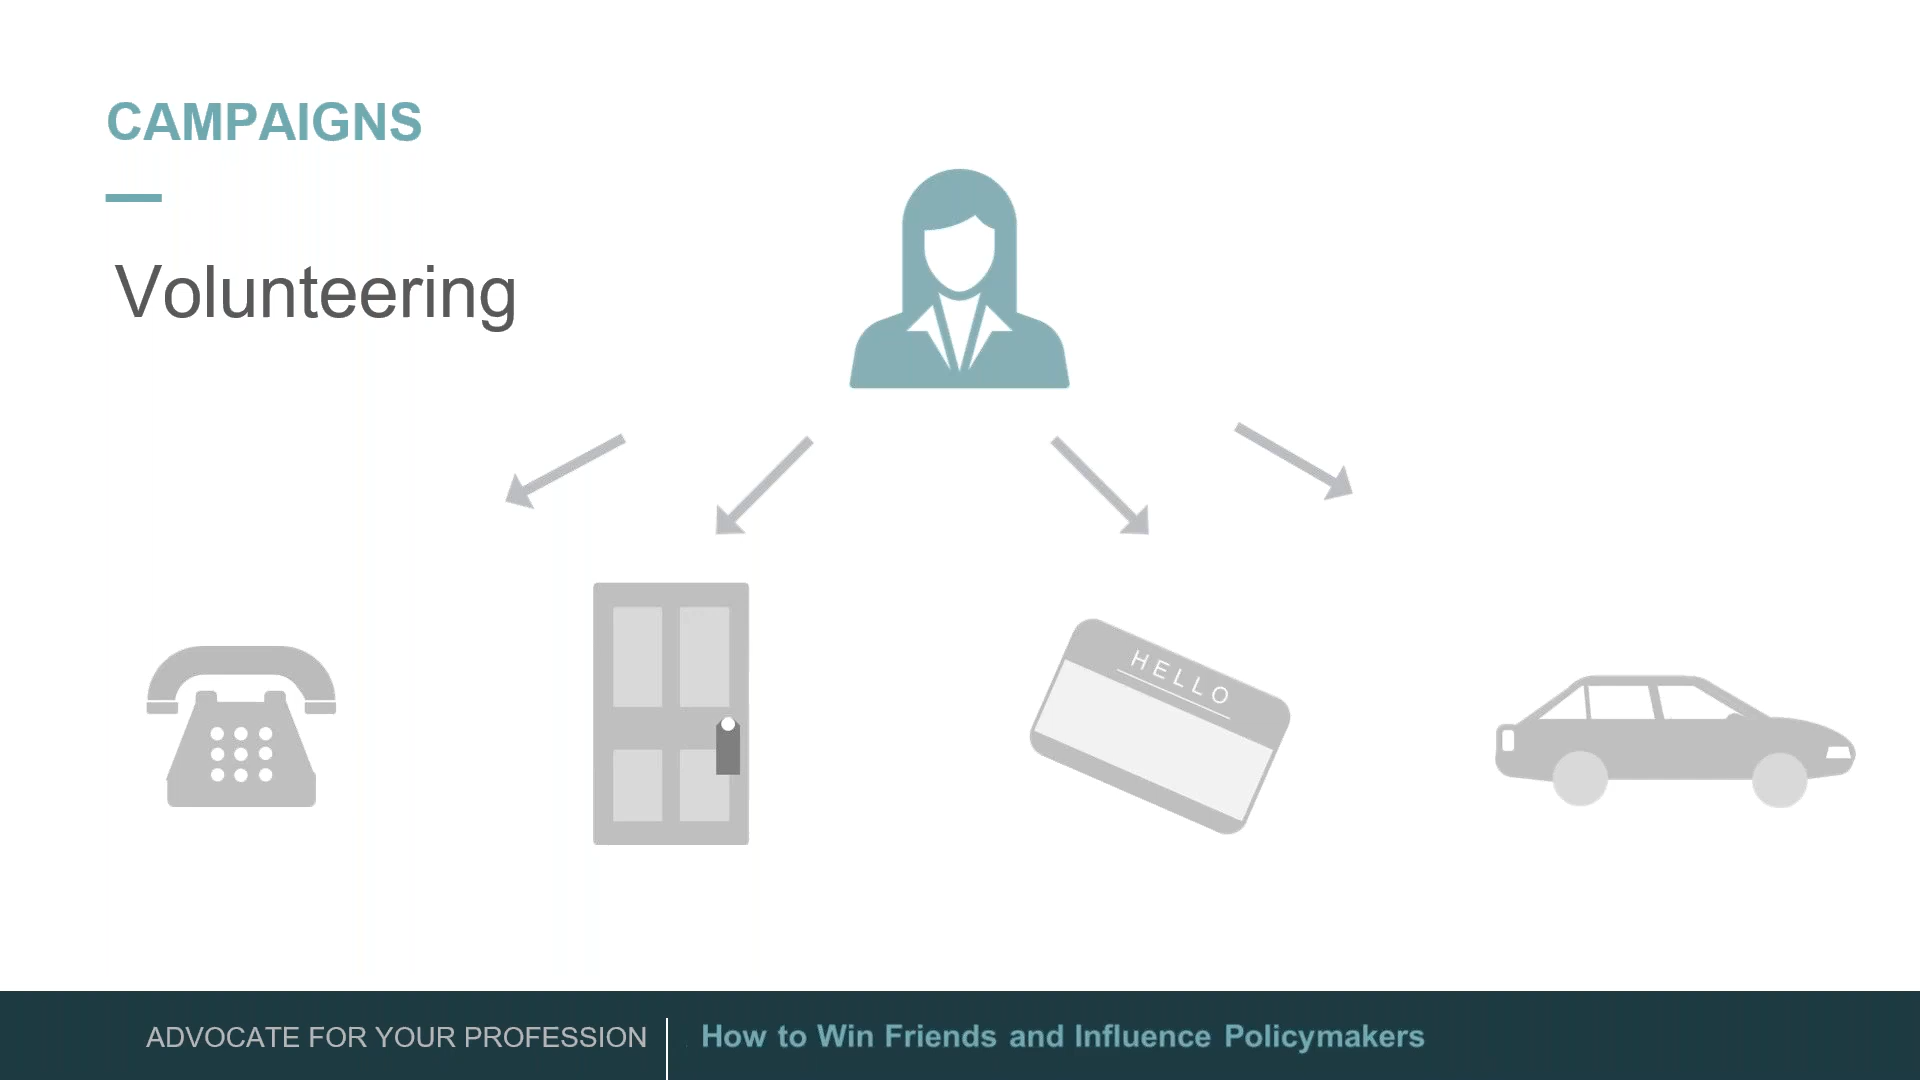 CAMPAIGNS
Volunteering
HELLO
ADVOCATE FOR YOUR PROFESSION
How to Win Friends and Influence Policymakers